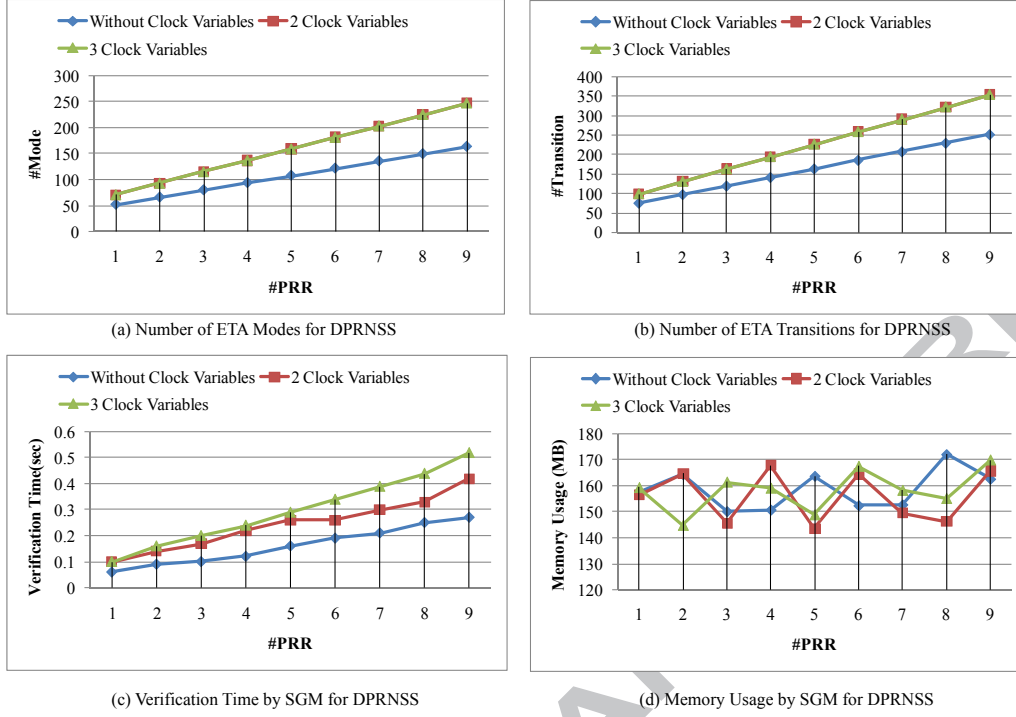 Without Clock Variables 2 Clock Variables
3 Clock Variables
300
250
200
150
100
50
0
#Mode
1 2 3 4 5 6 7 8 9
#PRR
(a) Number of ETA Modes for DPRNSS
Without Clock Variables 2 Clock Variables
3 Clock Variables
400
350
300
250
200
150
100
50
0
#Transition
1 2 3 4 5 6 7 8 9
#PRR
(b) Number of ETA Transitions for DPRNSS
Without Clock Variables 2 Clock Variables
3 Clock Variables
0.6
0.5
0.4
0.3
0.2
0.1
0
Verification Time(sec)
1 2 3 4 5 6 7 8 9
#PRR
(c) Verification Time by SGM for DPRNSS
Without Clock Variables 2 Clock Variables
3 Clock Variables
180
170
160
150
140
130
120
Memory Usage (MB)
1 2 3 4 5 6 7 8 9
#PRR
(d) Memory Usage by SGM for DPRNSS